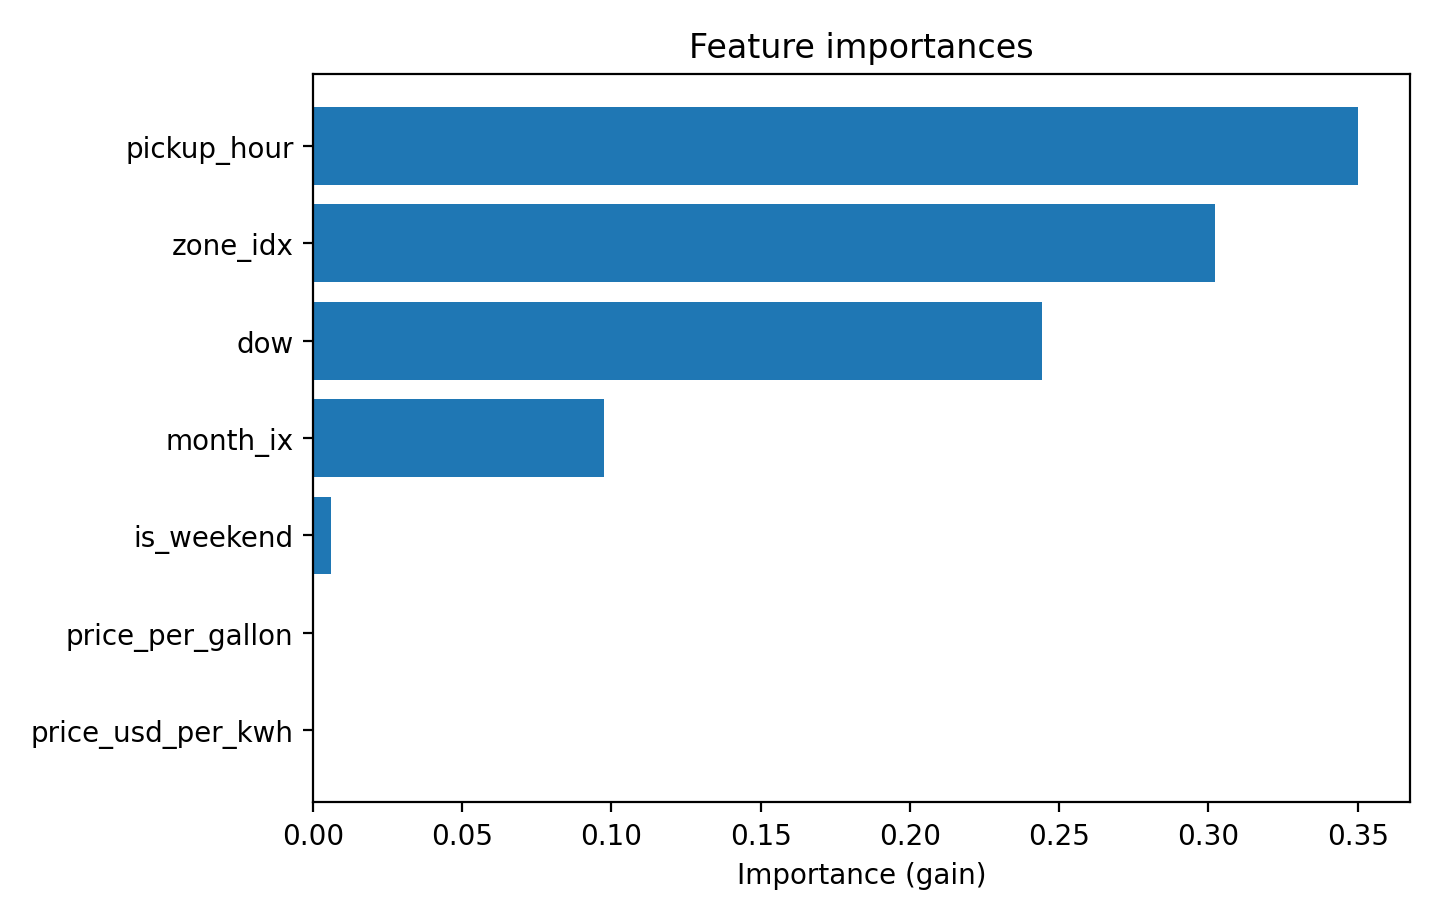 Feature importances
pickup_hour
zone_idx
dow
month_ix
is_weekend
price_per_gallon
price_usd_per_kwh
0.00 0.05 0.10 0.15 0.20 0.25 0.30 0.35
Importance (gain)